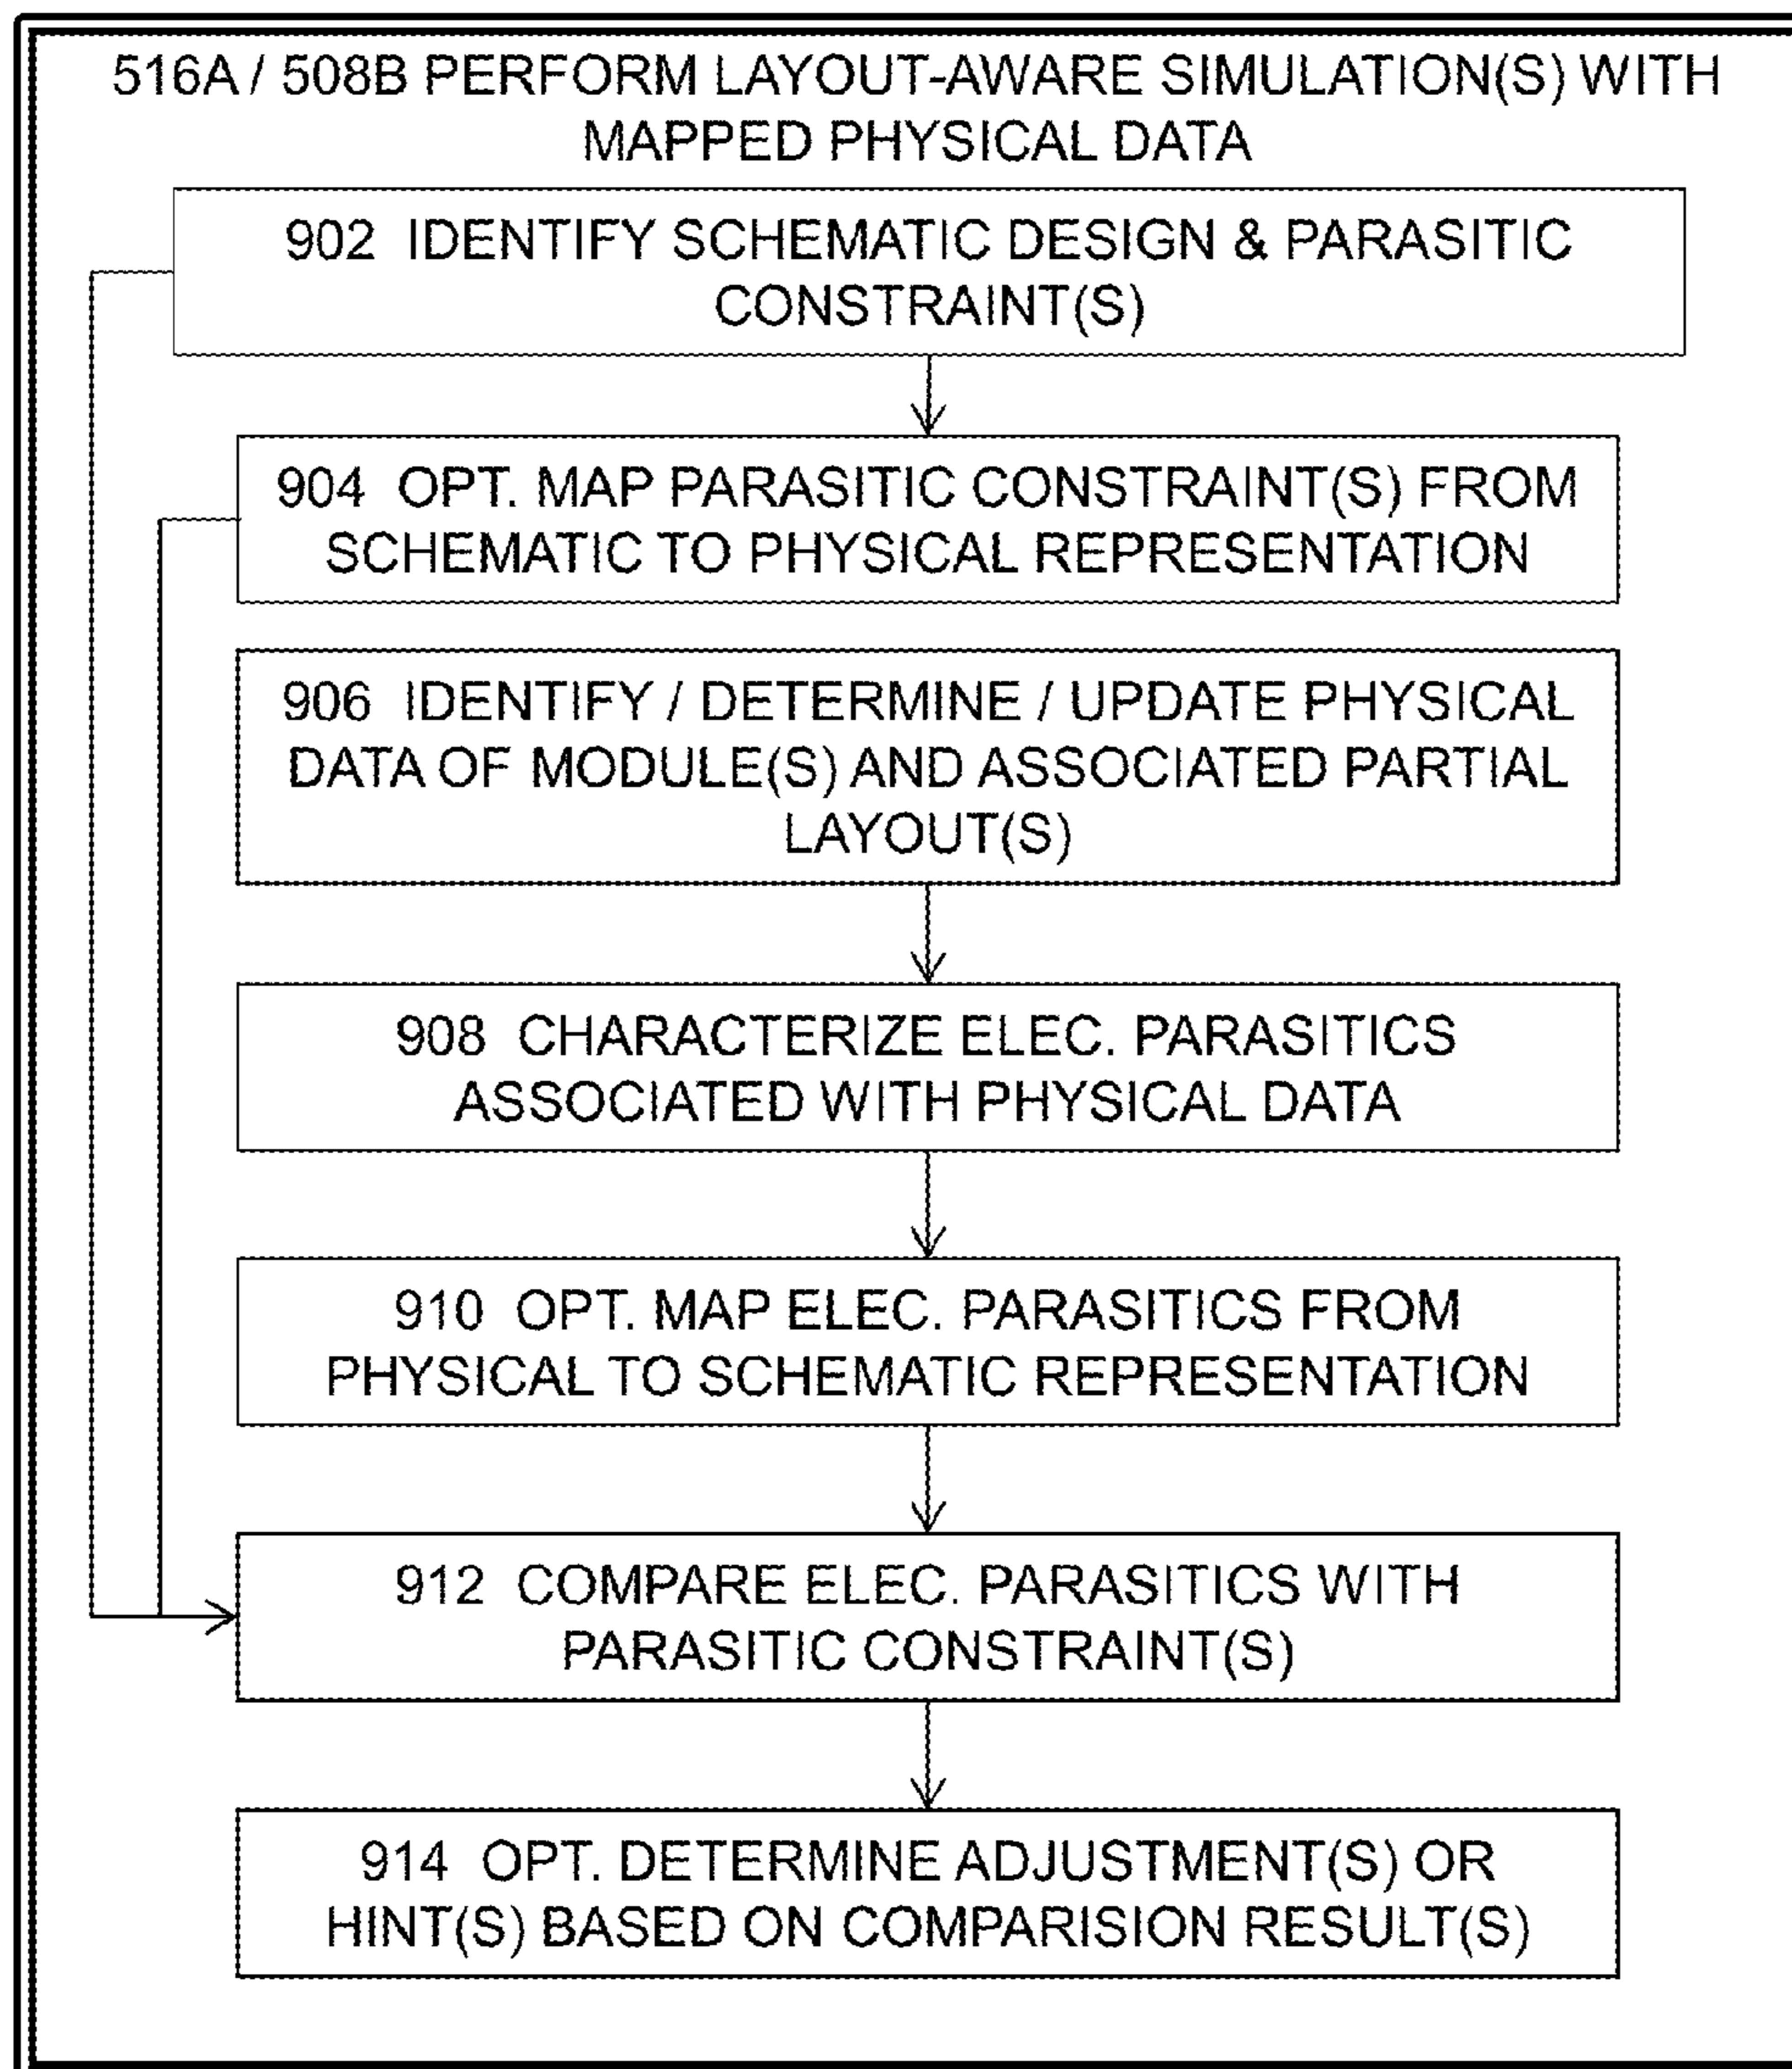 516A / 508B PERFORM LAYOUT-AWARE SIMULATION(S) WITH
MAPPED PHYSICAL DATA
902 IDENTIFY SCHEMATIC DESIGN & PARASITIC
CONSTRAINT(S)
904 OPT. MAP PARASITIC CONSTRAINT(S) FROM
SCHEMATIC TO PHYSICAL REPRESENTATION
906 IDENTIFY / DETERMINE / UPDATE PHYSICAL
DATA OF MODULE(S) AND ASSOCIATED PARTIAL
LAYOUT(S)
908 CHARACTERIZE ELEC. PARASITICS
ASSOCIATED WITH PHYSICAL DATA
910 OPT. MAP ELEC. PARASITICS FROM
PHYSICAL TO SCHEMATIC REPRESENTATION
912 COMPARE ELEC. PARASITICS WITH
PARASITIC CONSTRAINT(S)
914 OPT. DETERMINE ADJUSTMENT(S) OR
HINT(S) BASED ON COMPARISION RESULT(S)